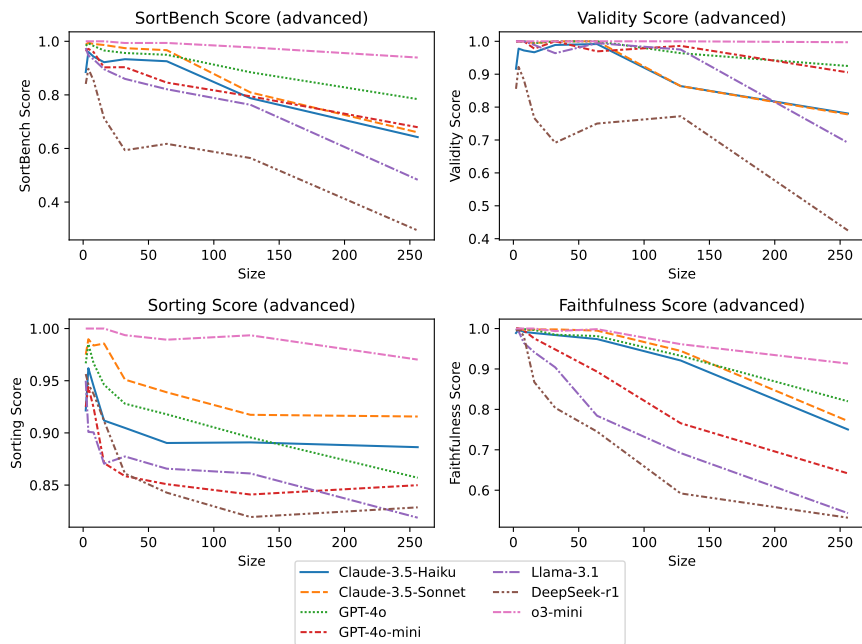 SortBench Score (advanced)
Validity Score (advanced)
SortBench Score
1.0
0.8
0.6
0.4
0
50
100
150
200
250
Size
Validity Score
1.0
0.9
0.8
0.7
0.6
0.5
0.4
0
50
100
150
200
250
Size
Sorting Score (advanced)
Faithfulness Score (advanced)
Sorting Score
1.00
0.95
0.90
0.85
0
50
100
150
200
250
Size
Faithfulness Score
1.0
0.9
0.8
0.7
0.6
0
50
100
150
200
250
Size
Claude-3.5-Haiku
Claude-3.5-Sonnet
GPT-4o
GPT-4o-mini
Llama-3.1
DeepSeek-r1
o3-mini